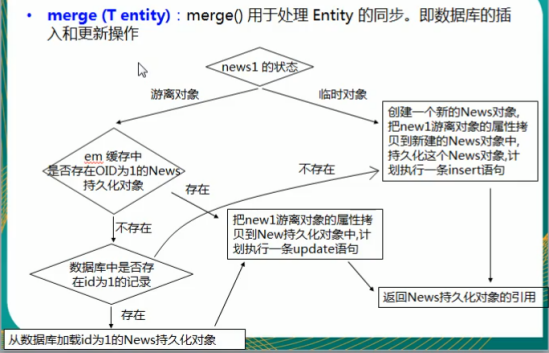 • merge (T entity)：merge() 用于处理 Entity 的同步。即数据库的插
入和更新操作
news1 的状态
游离对象
临时对象
创建一个新的News对象,
把new1游离对象的属性拷
贝到新建的News对象中,
持久化这个News对象,计
划执行一条insert语句
em 缓存中
是否存在OID为1的News
持久化对象
不存在
存在
把new1游离对象的属性拷
贝到New持久化对象中,计
划执行一条update语句
不存在
数据库中是否存
在id为1的记录
返回News持久化对象的引用
存在
从数据库加载id为1的News持久化对象